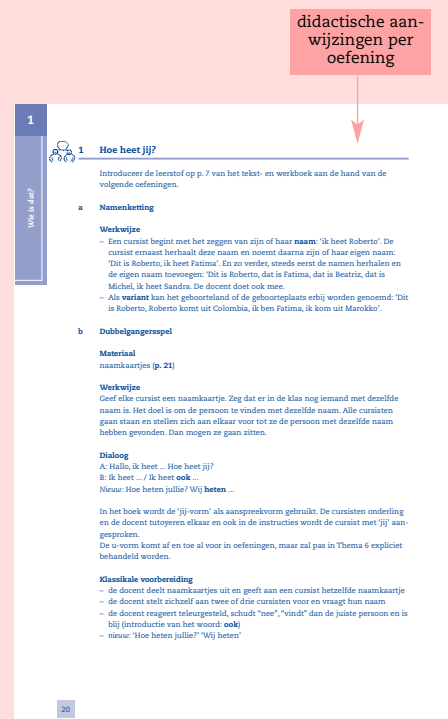 didactische aan-
wijzingen per
oefening
1
Wie is dat?
1 Hoe heet jij?
Introduceer de leerstof op p. 7 van het tekst- en werkboek aan de hand van de
volgende oefeningen.
a Namenketting
Werkwijze
– Een cursist begint met het zeggen van zijn of haar naam: ‘ik heet Roberto’. De
cursist ernaast herhaalt deze naam en noemt daarna zijn of haar eigen naam:
‘Dit is Roberto, ik heet Fatima’. En zo verder, steeds eerst de namen herhalen en
de eigen naam toevoegen: ‘Dit is Roberto, dat is Fatima, dat is Beatriz, dat is
Michel, ik heet Sandra. De docent doet ook mee.
– Als variant kan het geboorteland of de geboorteplaats erbij worden genoemd: ‘Dit
is Roberto, Roberto komt uit Colombia, ik ben Fatima, ik kom uit Marokko’.
b Dubbelgangersspel
Materiaal
naamkaartjes (p. 21)
Werkwijze
Geef elke cursist een naamkaartje. Zeg dat er in de klas nog iemand met dezelfde
naam is. Het doel is om de persoon te vinden met dezelfde naam. Alle cursisten
gaan staan en stellen zich aan elkaar voor tot ze de persoon met dezelfde naam
hebben gevonden. Dan mogen ze gaan zitten.
Dialoog
A: Hallo, ik heet ... Hoe heet jij?
B: Ik heet ... / Ik heet ook ...
Nieuw: Hoe heten jullie? Wij heten ...
In het boek wordt de ‘jij-vorm’ als aanspreekvorm gebruikt. De cursisten onderling
en de docent tutoyeren elkaar en ook in de instructies wordt de cursist met ‘jij’ aan-
gesproken.
De u-vorm komt af en toe al voor in oefeningen, maar zal pas in Thema 6 expliciet
behandeld worden.
Klassikale voorbereiding
– de docent deelt naamkaartjes uit en geeft aan een cursist hetzelfde naamkaartje
– de docent stelt zichzelf aan twee of drie cursisten voor en vraagt hun naam
– de docent reageert teleurgesteld, schudt “nee”, “vindt” dan de juiste persoon en is
blij (introductie van het woord: ook)
– nieuw: ‘Hoe heten jullie?’ ‘Wij heten’
20